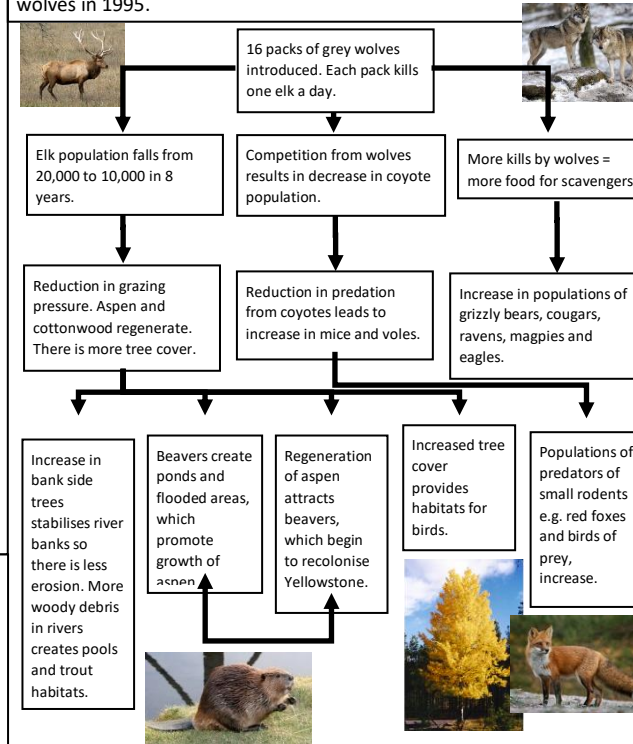 wolves in 1995.
16 packs of grey wolves
introduced. Each pack kills
one elk a day.
Elk population falls from
20,000 to 10,000 in 8
years.
Competition from wolves
results in decrease in coyote
population.
More kills by wolves =
more food for scavengers
Reduction in grazing
pressure. Aspen and
cottonwood regenerate.
There is more tree cover.
Reduction in predation
from coyotes leads to
increase in mice and voles.
Increase in populations of
grizzly bears, cougars,
ravens, magpies and
eagles.
Increase in
bank side
trees
stabilises river
banks so
there is less
erosion. More
woody debris
in rivers
creates pools
and trout
habitats.
Beavers create
ponds and
flooded areas,
which
promote
growth of
aspen
Regeneration
of aspen
attracts
beavers,
which begin
to recolonise
Yellowstone.
Increased tree
cover
provides
habitats for
birds.
Populations of
predators of
small rodents
e.g. red foxes
and birds of
prey,
increase.